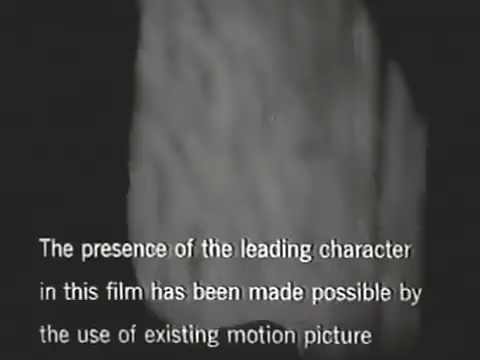 The presence of the leading character
in this film has been made possible by
the use of existing motion picture